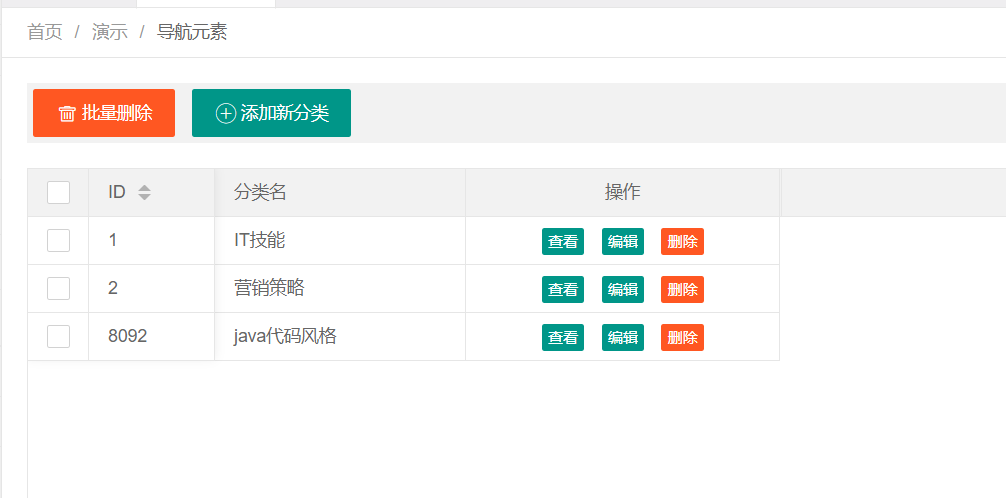 首页 / 演示 / 导航元素
批量删除 添加新分类
ID 分类名 操作
1 IT技能 查看 编辑 删除
2 营销策略 查看 编辑 删除
8092 java代码风格 查看 编辑 删除